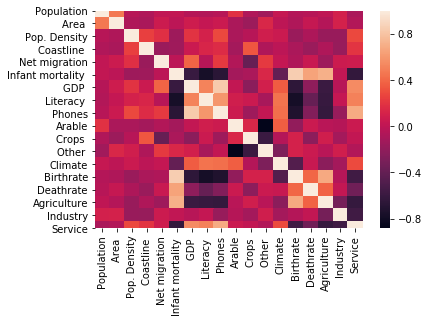 Population
Area
Pop. Density
Coastline
Net migration
Infant mortality
GDP
Literacy
Phones
Arable
Crops
Other
Climate
Birthrate
Deathrate
Agriculture
Industry
Service
Population
Area
Pop. Density
Coastline
Net migration
Infant mortality
GDP
Literacy
Phones
Arable
Crops
Other
Climate
Birthrate
Deathrate
Agriculture
Industry
Service
0.8
0.4
0.0
−0.4
−0.8